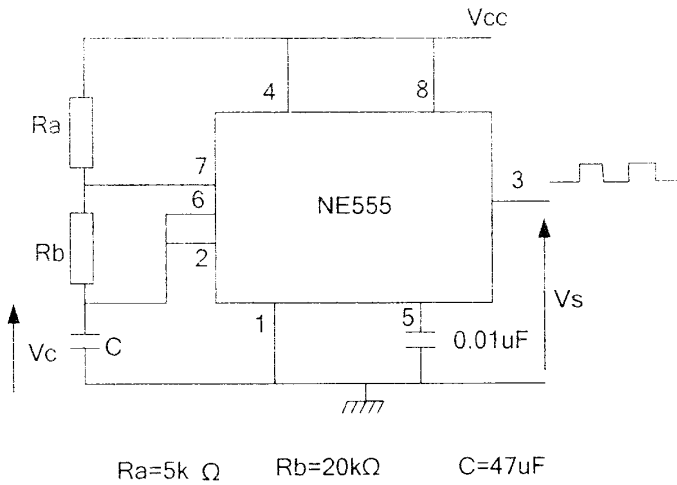 Vcc
4 8
Ra
7
6
3
NE555
Rb
2
1
5
Vs
Vc
C
0.01uF
Ra=5k Ω Rb=20kΩ C=47uF